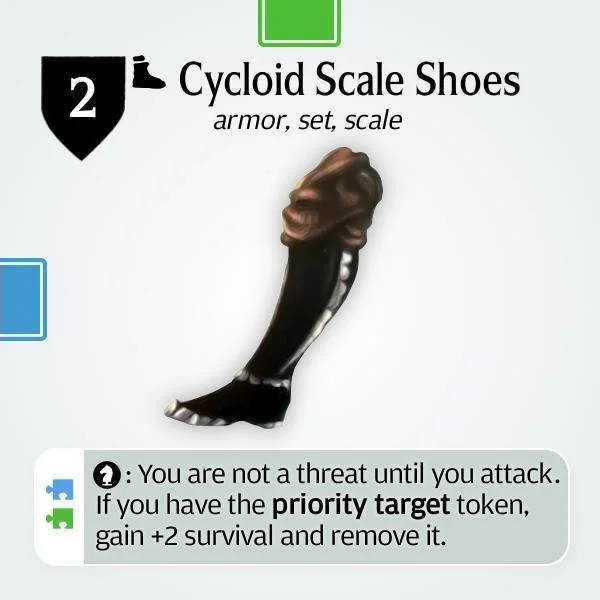 2
Cycloid Scale Shoes
armor, set, scale
: You are not a threat until you attack.
If you have the priority target token,
gain +2 survival and remove it.